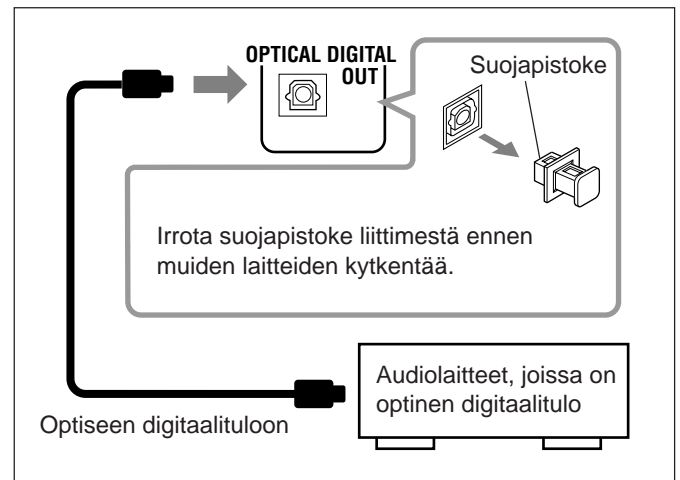 OPTICAL DIGITAL
OUT
Suojapistoke
Irrota suojapistoke liittimestä ennen
muiden laitteiden kytkentää.
Audiolaitteet, joissa on
optinen digitaalitulo
Optiseen digitaalituloon